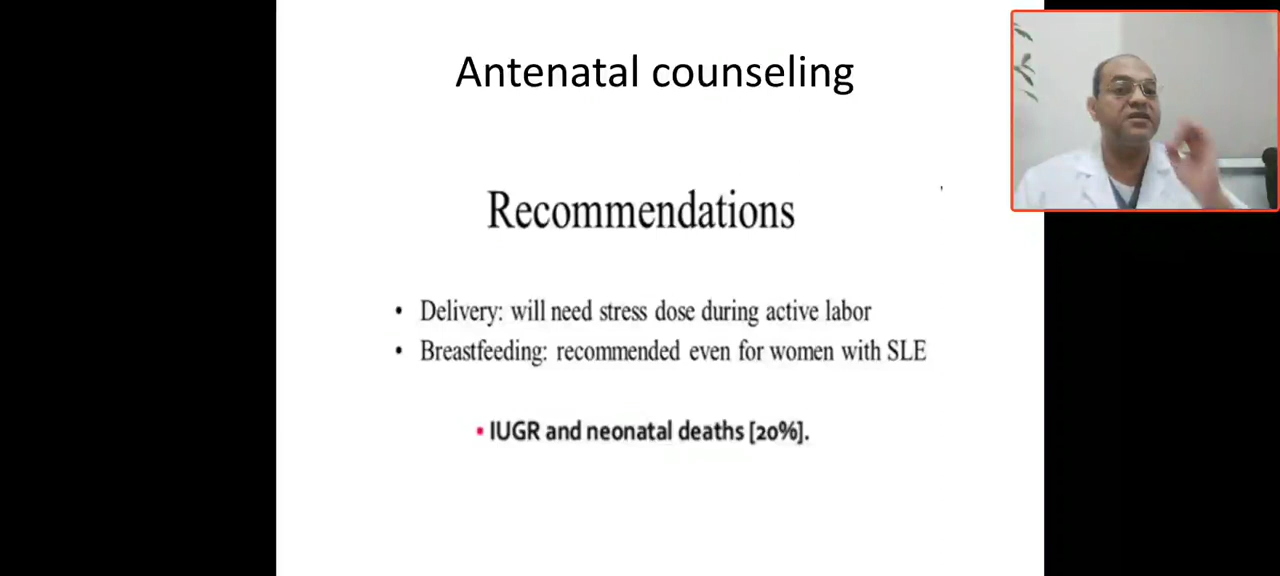 Antenatal counseling
Recommendations
• Delivery: will need stress dose during active labor
• Breastfeeding: recommended even for women with SLE
▪ IUGR and neonatal deaths [20%].